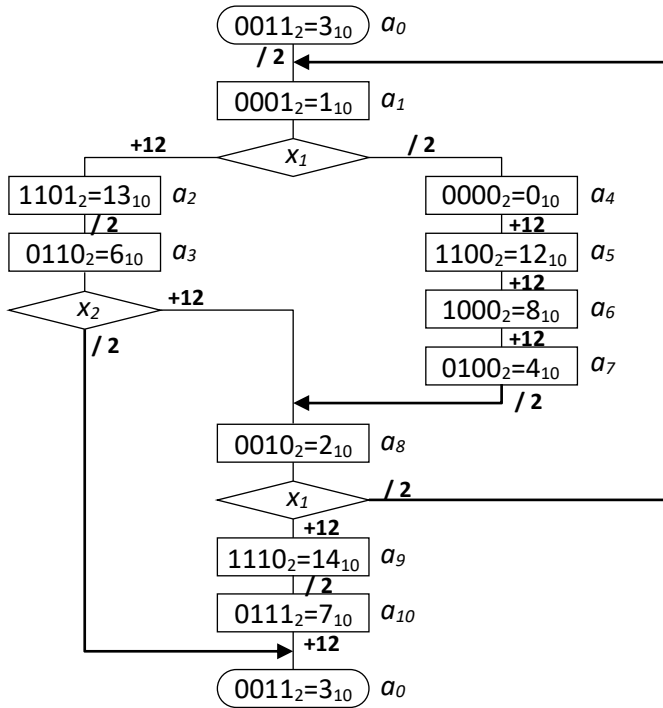 0011₂=3₁₀ a₀
/ 2
0001₂=1₁₀ a₁
+12 x₁ / 2
1101₂=13₁₀ a₂ 0000₂=0₁₀ a₄
/ 2 +12
0110₂=6₁₀ a₃ 1100₂=12₁₀ a₅
+12
x₂ +12 1000₂=8₁₀ a₆
/ 2 +12
0100₂=4₁₀ a₇
/ 2
0010₂=2₁₀ a₈
x₁ / 2
+12
1110₂=14₁₀ a₉
/ 2
0111₂=7₁₀ a₁₀
+12
0011₂=3₁₀ a₀